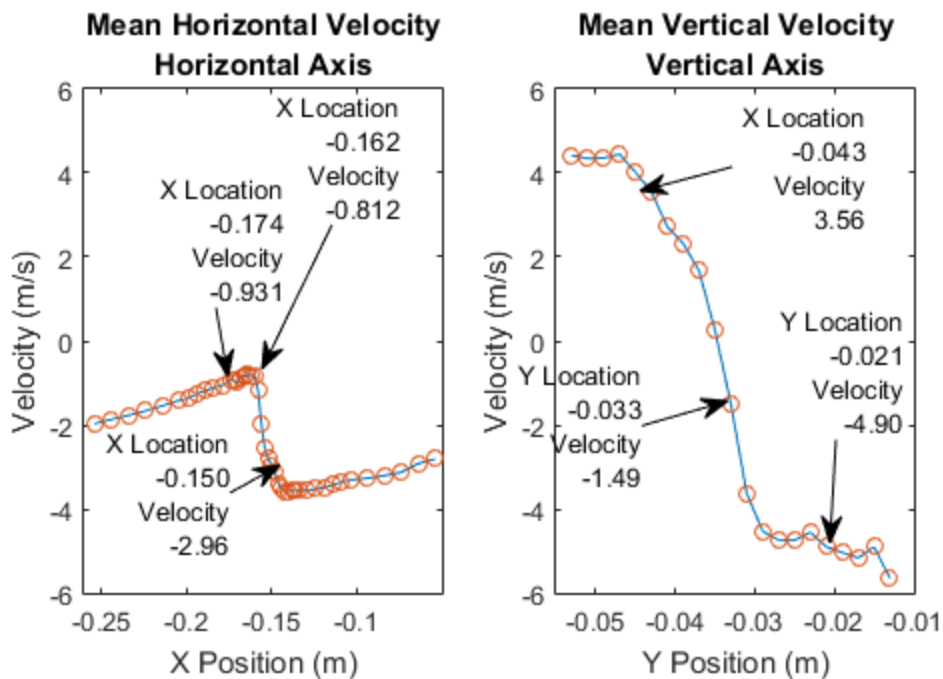 Mean Horizontal Velocity
Horizontal Axis
6
4
2
0
-2
-4
-6
Velocity (m/s)
X Location
-0.162
Velocity
-0.812
X Location
-0.174
Velocity
-0.931
X Location
-0.150
Velocity
-2.96
-0.25
-0.2
-0.15
-0.1
X Position (m)
Mean Vertical Velocity
Vertical Axis
6
4
2
0
-2
-4
-6
Velocity (m/s)
X Location
-0.043
Velocity
3.56
Y Location
-0.021
Velocity
-4.90
Y Location
-0.033
Velocity
-1.49
-0.05
-0.04
-0.03
-0.02
-0.01
Y Position (m)